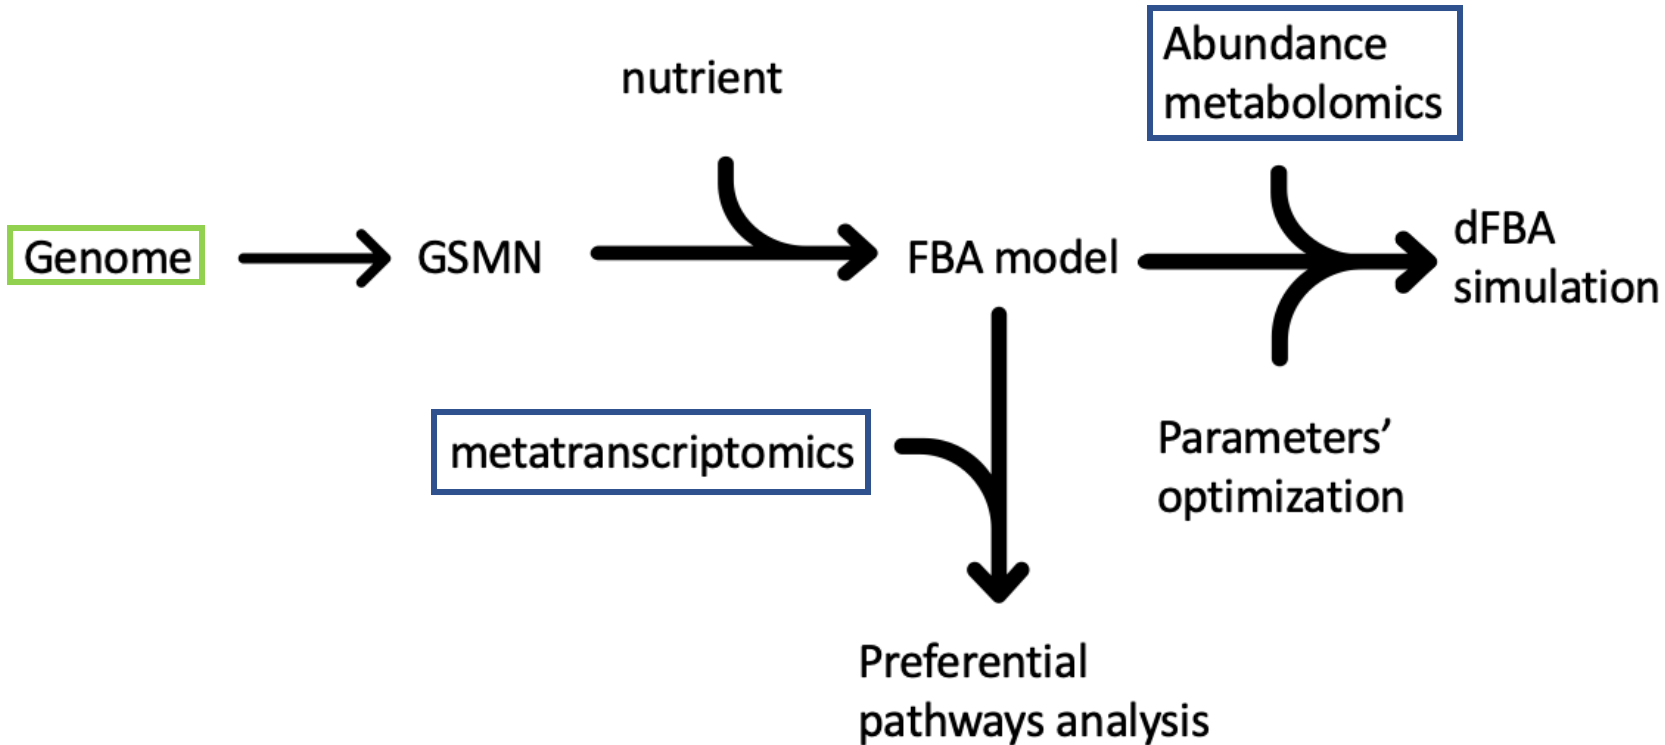 nutrient
Abundance
metabolomics
Genome
GSMN
FBA model
dFBA
simulation
metatranscriptomics
Parameters’
optimization
Preferential
pathways analysis